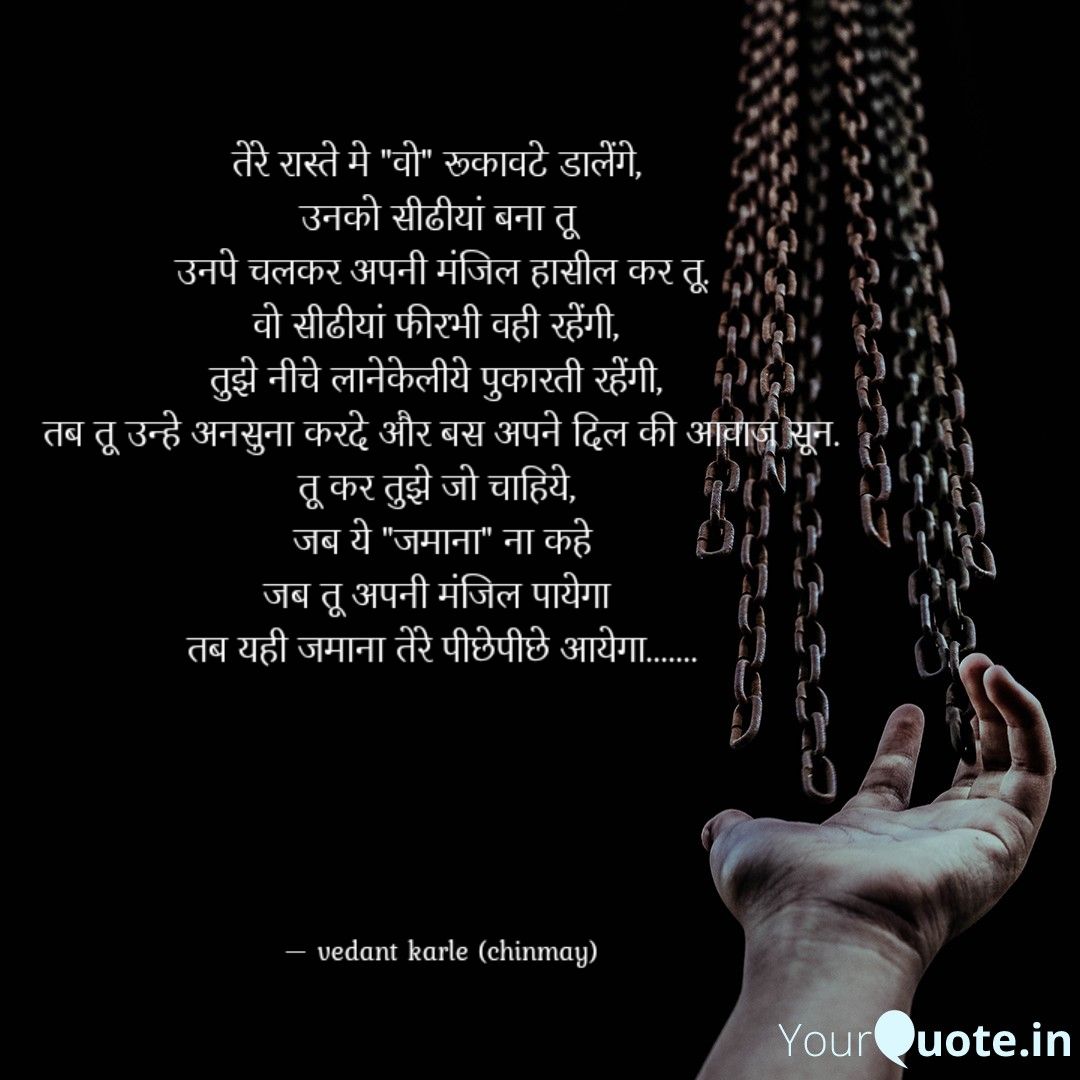 तेरे रास्ते मे "वो" रूकावटे डालेंगे,
उनको सीढीयां बना तू
उनपे चलकर अपनी मंजिल हासील कर तू.
वो सीढीयां फीरभी वही रहेंगी,
तुझे नीचे लानेकेलीये पुकारती रहेंगी,
तब तू उन्हे अनसुना करदे और बस अपने दिल की आवाज सून.
तू कर तुझे जो चाहिये,
जब ये "जमाना" ना कहे
जब तू अपनी मंजिल पायेगा
तब यही जमाना तेरे पीछेपीछे आयेगा.......
— vedant karle (chinmay)
YourQuote.in